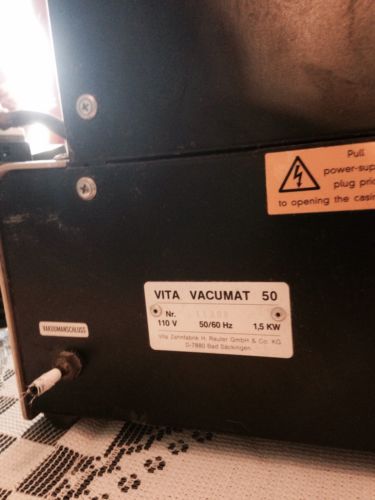 Pull
power-sup
plug prio
to opening the casin
VITA VACUMAT 50
Nr.
110 V 50/60 Hz 1,5 KW
Vita Zahnfabrik H. Rauter GmbH & Co. KG
D-7880 Bad Säckingen
VAKUUMANSCHLUSS